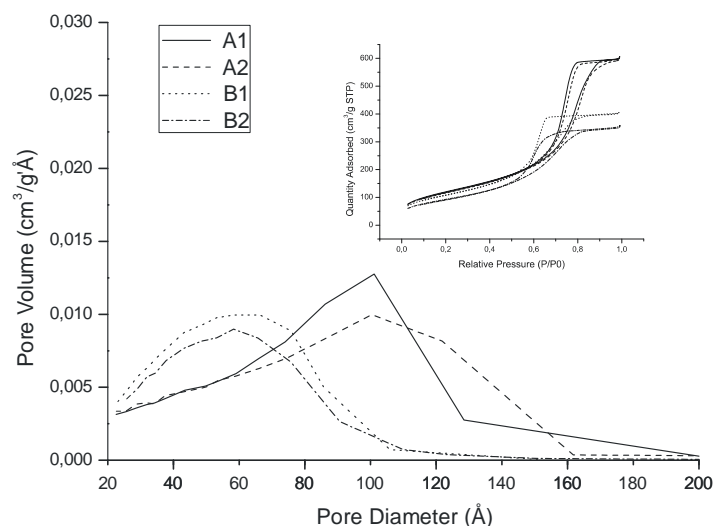 0,030
0,025
0,020
0,015
0,010
0,005
0,000
Pore Volume (cm³/g'Å)
20 40 60 80 100 120 140 160 180 200
Pore Diameter (Å)
A1
A2
B1
B2
600
500
400
300
200
100
0
Quantity Adsorbed (cm³/g STP)
0,0 0,2 0,4 0,6 0,8 1,0
Relative Pressure (P/P0)